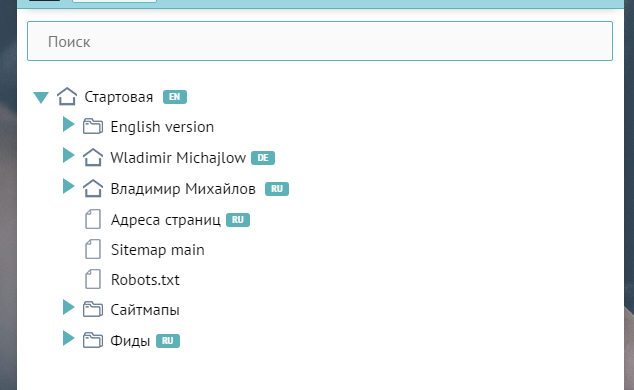 Поиск
Стартовая EN
English version
Wladimir Michajlow DE
Владимир Михайлов RU
Адреса страниц RU
Sitemap main
Robots.txt
Сайтмапы
Фиды RU